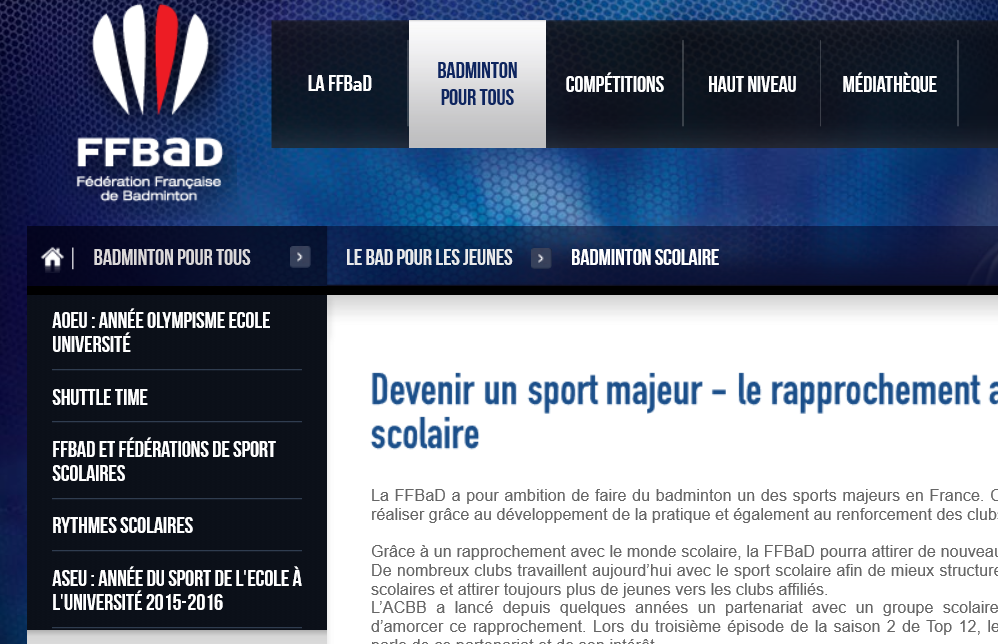 FFBaD
Fédération Française
de Badminton
LA FFBaD
BADMINTON
POUR TOUS
COMPÉTITIONS
HAUT NIVEAU
MÉDIATHÈQUE
BADMINTON POUR TOUS
LE BAD POUR LES JEUNES
BADMINTON SCOLAIRE
AOEU : ANNÉE OLYMPISME ECOLE
UNIVERSITÉ
SHUTTLE TIME
FFBAD ET FÉDÉRATIONS DE SPORT
SCOLAIRES
RYTHMES SCOLAIRES
ASEU : ANNÉE DU SPORT DE L'ECOLE À
L'UNIVERSITÉ 2015-2016
Devenir un sport majeur – le rapprochement
scolaire
La FFBaD a pour ambition de faire du badminton un des sports majeurs en France.
réaliser grâce au développement de la pratique et également au renforcement des clubs
Grâce à un rapprochement avec le monde scolaire, la FFBaD pourra attirer de nouveau
De nombreux clubs travaillent aujourd'hui avec le sport scolaire afin de mieux structure
scolaires et attirer toujours plus de jeunes vers les clubs affiliés.
L'ACBB a lancé depuis quelques années un partenariat avec un groupe scolaire
d'amorcer ce rapprochement. Lors du troisième épisode de la saison 2 de Top 12, le
parle de ce partenariat et de son intérêt